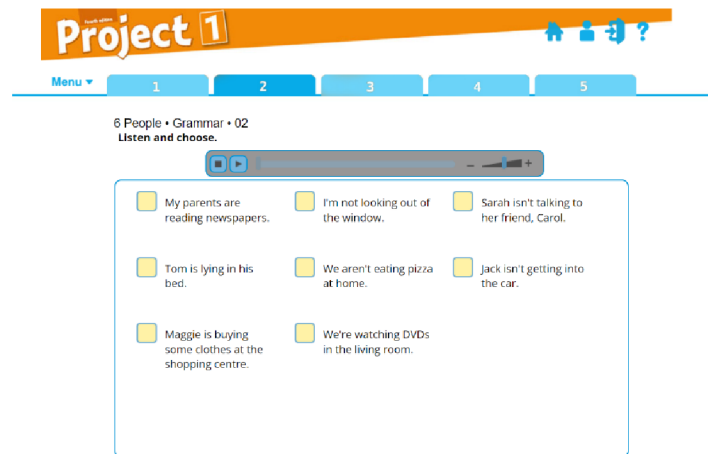 fourth edition
Project 1
?
Menu
1 2 3 4 5
6 People • Grammar • 02
Listen and choose.
My parents are
reading newspapers.
I'm not looking out of
the window.
Sarah isn't talking to
her friend, Carol.
Tom is lying in his
bed.
We aren't eating pizza
at home.
Jack isn't getting into
the car.
Maggie is buying
some clothes at the
shopping centre.
We're watching DVDs
in the living room.